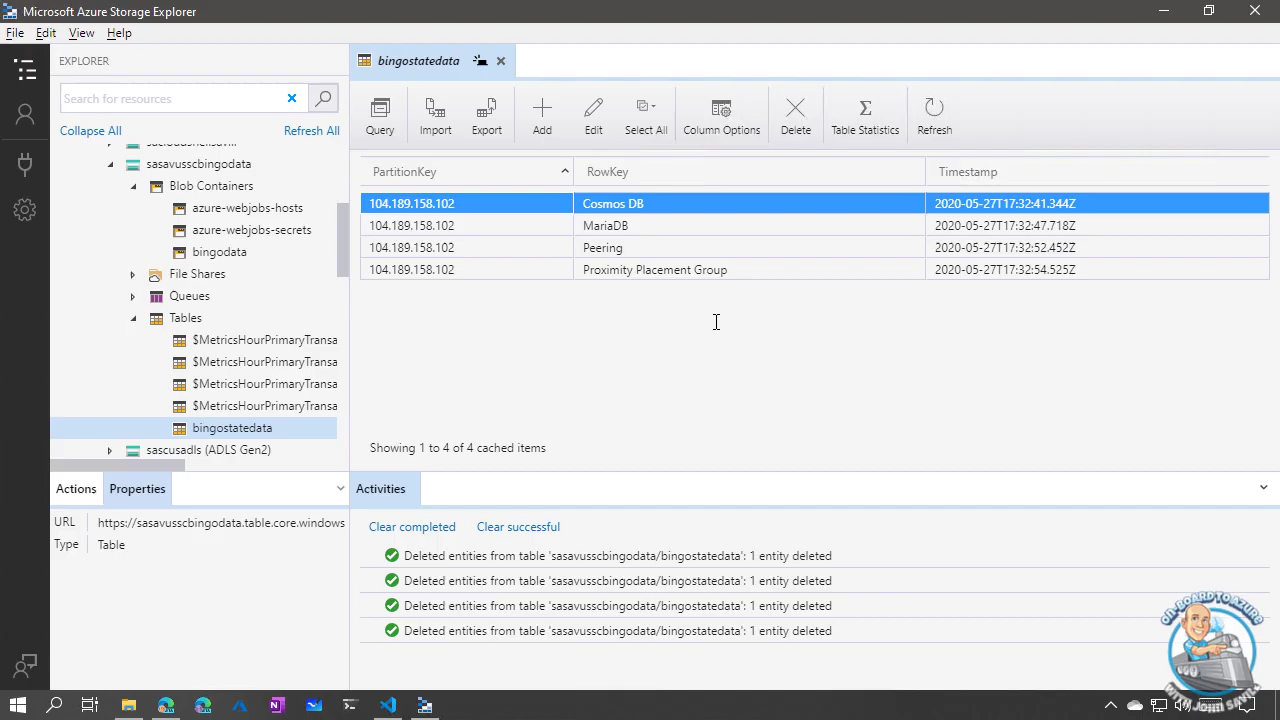 Microsoft Azure Storage Explorer
File Edit View Help
EXPLORER
Search for resources
Collapse All Refresh All
sasavusscbingodata
Blob Containers
azure-webjobs-hosts
azure-webjobs-secrets
bingodata
File Shares
Queues
Tables
$MetricsHourPrimaryTransa
$MetricsHourPrimaryTransa
$MetricsHourPrimaryTransa
$MetricsHourPrimaryTransa
bingostatedata
sascusadls (ADLS Gen2)
Actions Properties
URL https://sasavusscbingodata.table.core.windows
Type Table
bingostatedata
Query Import Export Add Edit Select All Column Options Delete Table Statistics Refresh
PartitionKey RowKey Timestamp
104.189.158.102 Cosmos DB 2020-05-27T17:32:41.344Z
104.189.158.102 MariaDB 2020-05-27T17:32:47.718Z
104.189.158.102 Peering 2020-05-27T17:32:52.452Z
104.189.158.102 Proximity Placement Group 2020-05-27T17:32:54.525Z
Showing 1 to 4 of 4 cached items
Activities
Clear completed Clear successful
Deleted entities from table 'sasavusscbingodata/bingostatedata': 1 entity deleted
Deleted entities from table 'sasavusscbingodata/bingostatedata': 1 entity deleted
Deleted entities from table 'sasavusscbingodata/bingostatedata': 1 entity deleted
Deleted entities from table 'sasavusscbingodata/bingostatedata': 1 entity deleted
ON-BOARD TO AZURE
WITH JOHN SAVILL